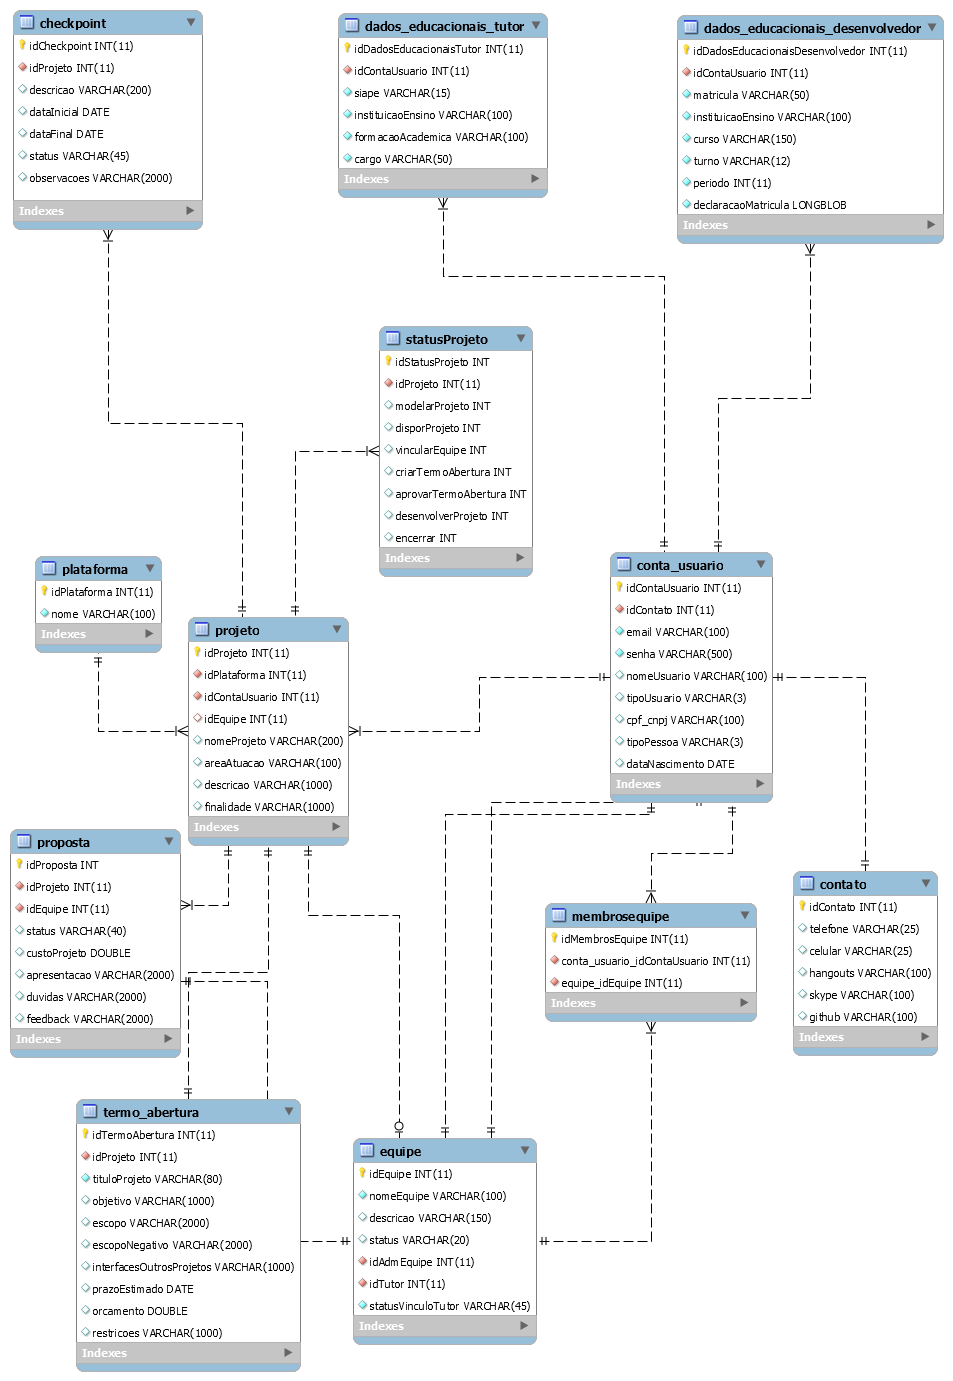 checkpoint
idCheckpoint INT(11)
idProjeto INT(11)
descricao VARCHAR(200)
dataInicial DATE
dataFinal DATE
status VARCHAR(45)
observacoes VARCHAR(2000)
Indexes
dados_educacionais_tutor
idDadosEducacionaisTutor INT(11)
idContaUsuario INT(11)
siape VARCHAR(15)
instituicaoEnsino VARCHAR(100)
formacaoAcademica VARCHAR(100)
cargo VARCHAR(50)
Indexes
dados_educacionais_desenvolvedor
idDadosEducacionaisDesenvolvedor INT(11)
idContaUsuario INT(11)
matricula VARCHAR(50)
instituicaoEnsino VARCHAR(100)
curso VARCHAR(150)
turno VARCHAR(12)
periodo INT(11)
declaracaoMatricula LONGBLOB
Indexes
statusProjeto
idStatusProjeto INT
idProjeto INT(11)
modelarProjeto INT
disporProjeto INT
vincularEquipe INT
criarTermoAbertura INT
aprovarTermoAbertura INT
desenvolverProjeto INT
encerrar INT
Indexes
plataforma
idPlataforma INT(11)
nome VARCHAR(100)
Indexes
projeto
idProjeto INT(11)
idPlataforma INT(11)
idContaUsuario INT(11)
idEquipe INT(11)
nomeProjeto VARCHAR(200)
areaAtuacao VARCHAR(100)
descricao VARCHAR(1000)
finalidade VARCHAR(1000)
Indexes
conta_usuario
idContaUsuario INT(11)
idContato INT(11)
email VARCHAR(100)
senha VARCHAR(500)
nomeUsuario VARCHAR(100)
tipoUsuario VARCHAR(3)
cpf_cnpj VARCHAR(100)
tipoPessoa VARCHAR(3)
dataNascimento DATE
Indexes
proposta
idProposta INT
idProjeto INT(11)
idEquipe INT(11)
status VARCHAR(40)
custoProjeto DOUBLE
apresentacao VARCHAR(2000)
duvidas VARCHAR(2000)
feedback VARCHAR(2000)
Indexes
membrosequipe
idMembrosEquipe INT(11)
conta_usuario_idContaUsuario INT(11)
equipe_idEquipe INT(11)
Indexes
contato
idContato INT(11)
telefone VARCHAR(25)
celular VARCHAR(25)
hangouts VARCHAR(100)
skype VARCHAR(100)
github VARCHAR(100)
Indexes
termo_abertura
idTermoAbertura INT(11)
idProjeto INT(11)
tituloProjeto VARCHAR(80)
objetivo VARCHAR(1000)
escopo VARCHAR(2000)
escopoNegativo VARCHAR(2000)
interfacesOutrosProjetos VARCHAR(1000)
prazoEstimado DATE
orcamento DOUBLE
restricoes VARCHAR(1000)
Indexes
equipe
idEquipe INT(11)
nomeEquipe VARCHAR(100)
descricao VARCHAR(150)
status VARCHAR(20)
idAdmEquipe INT(11)
idTutor INT(11)
statusVinculoTutor VARCHAR(45)
Indexes